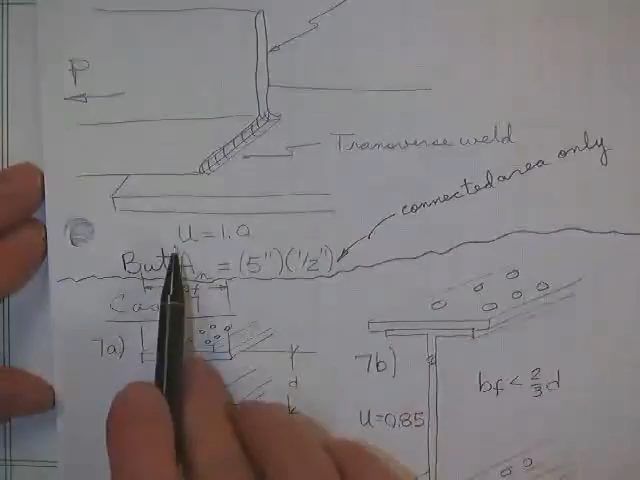 P
Transverse weld
connected area only
U = 1.0
But An = (5")(1/2")
7a)
d
7b)
bf < 2/3 d
U=0.85